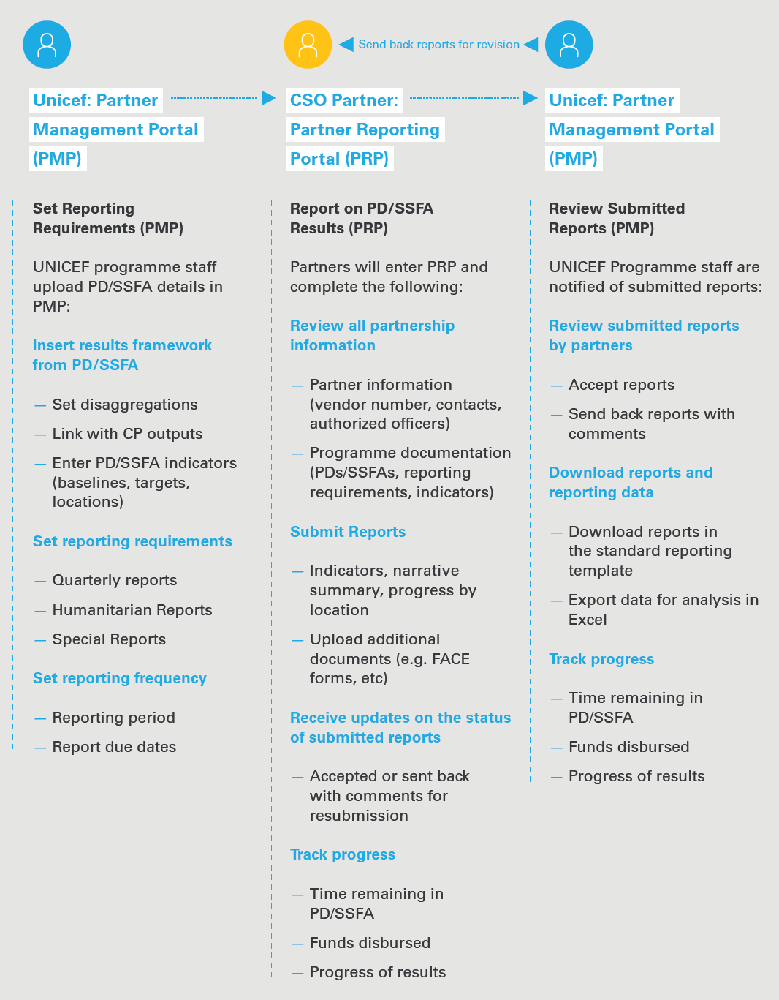 Send back reports for revision
Unicef: Partner
Management Portal
(PMP)
CSO Partner:
Partner Reporting
Portal (PRP)
Unicef: Partner
Management Portal
(PMP)
Set Reporting
Requirements (PMP)
UNICEF programme staff
upload PD/SSFA details in
PMP:
Insert results framework
from PD/SSFA
— Set disaggregations
— Link with CP outputs
— Enter PD/SSFA indicators
(baselines, targets,
locations)
Set reporting requirements
— Quarterly reports
— Humanitarian Reports
— Special Reports
Set reporting frequency
— Reporting period
— Report due dates
Report on PD/SSFA
Results (PRP)
Partners will enter PRP and
complete the following:
Review all partnership
information
— Partner information
(vendor number, contacts,
authorized officers)
— Programme documentation
(PDs/SSFAs, reporting
requirements, indicators)
Submit Reports
— Indicators, narrative
summary, progress by
location
— Upload additional
documents (e.g. FACE
forms, etc)
Receive updates on the status
of submitted reports
— Accepted or sent back
with comments for
resubmission
Track progress
— Time remaining in
PD/SSFA
— Funds disbursed
— Progress of results
Review Submitted
Reports (PMP)
UNICEF Programme staff are
notified of submitted reports:
Review submitted reports
by partners
— Accept reports
— Send back reports with
comments
Download reports and
reporting data
— Download reports in
the standard reporting
template
— Export data for analysis in
Excel
Track progress
— Time remaining in
PD/SSFA
— Funds disbursed
— Progress of results